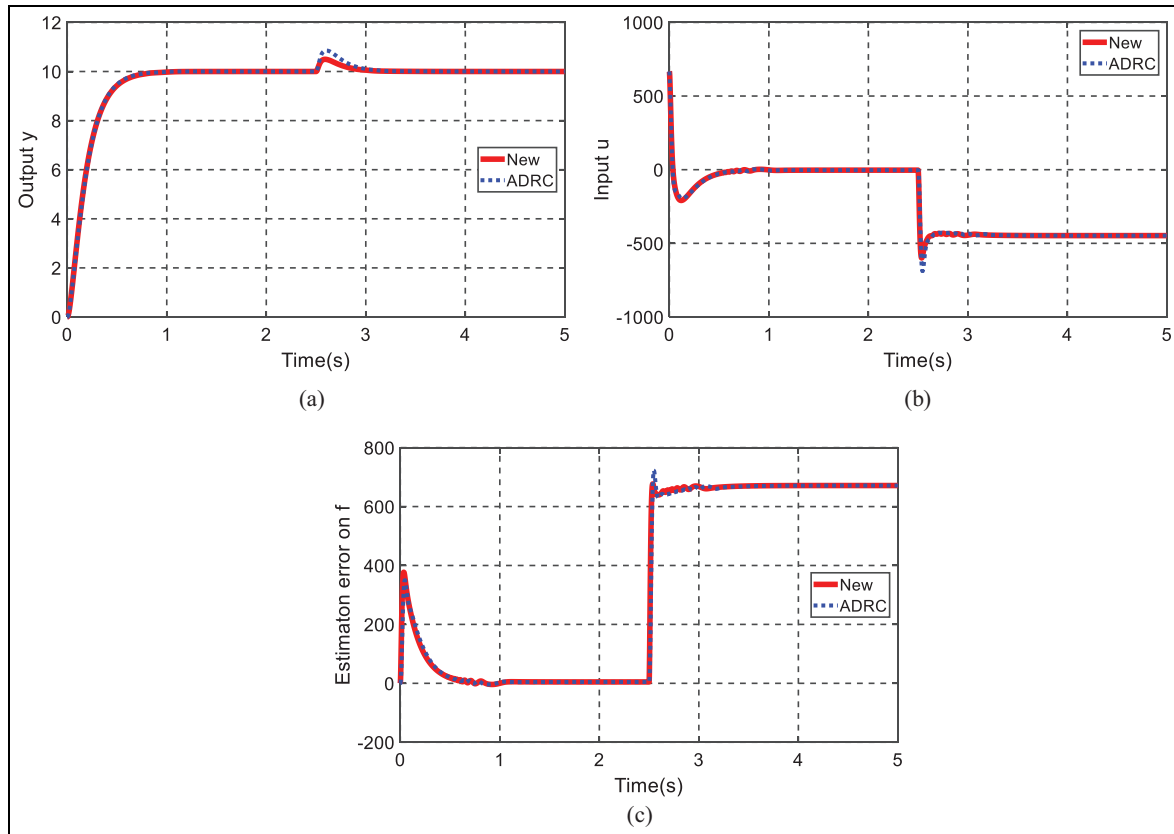 12
10
8
6
4
2
0
Output y
New
ADRC
0 1 2 3 4 5
Time(s)
(a)
1000
500
0
-500
-1000
Input u
New
ADRC
0 1 2 3 4 5
Time(s)
(b)
800
600
400
200
0
-200
Estimaton error on f
New
ADRC
0 1 2 3 4 5
Time(s)
(c)